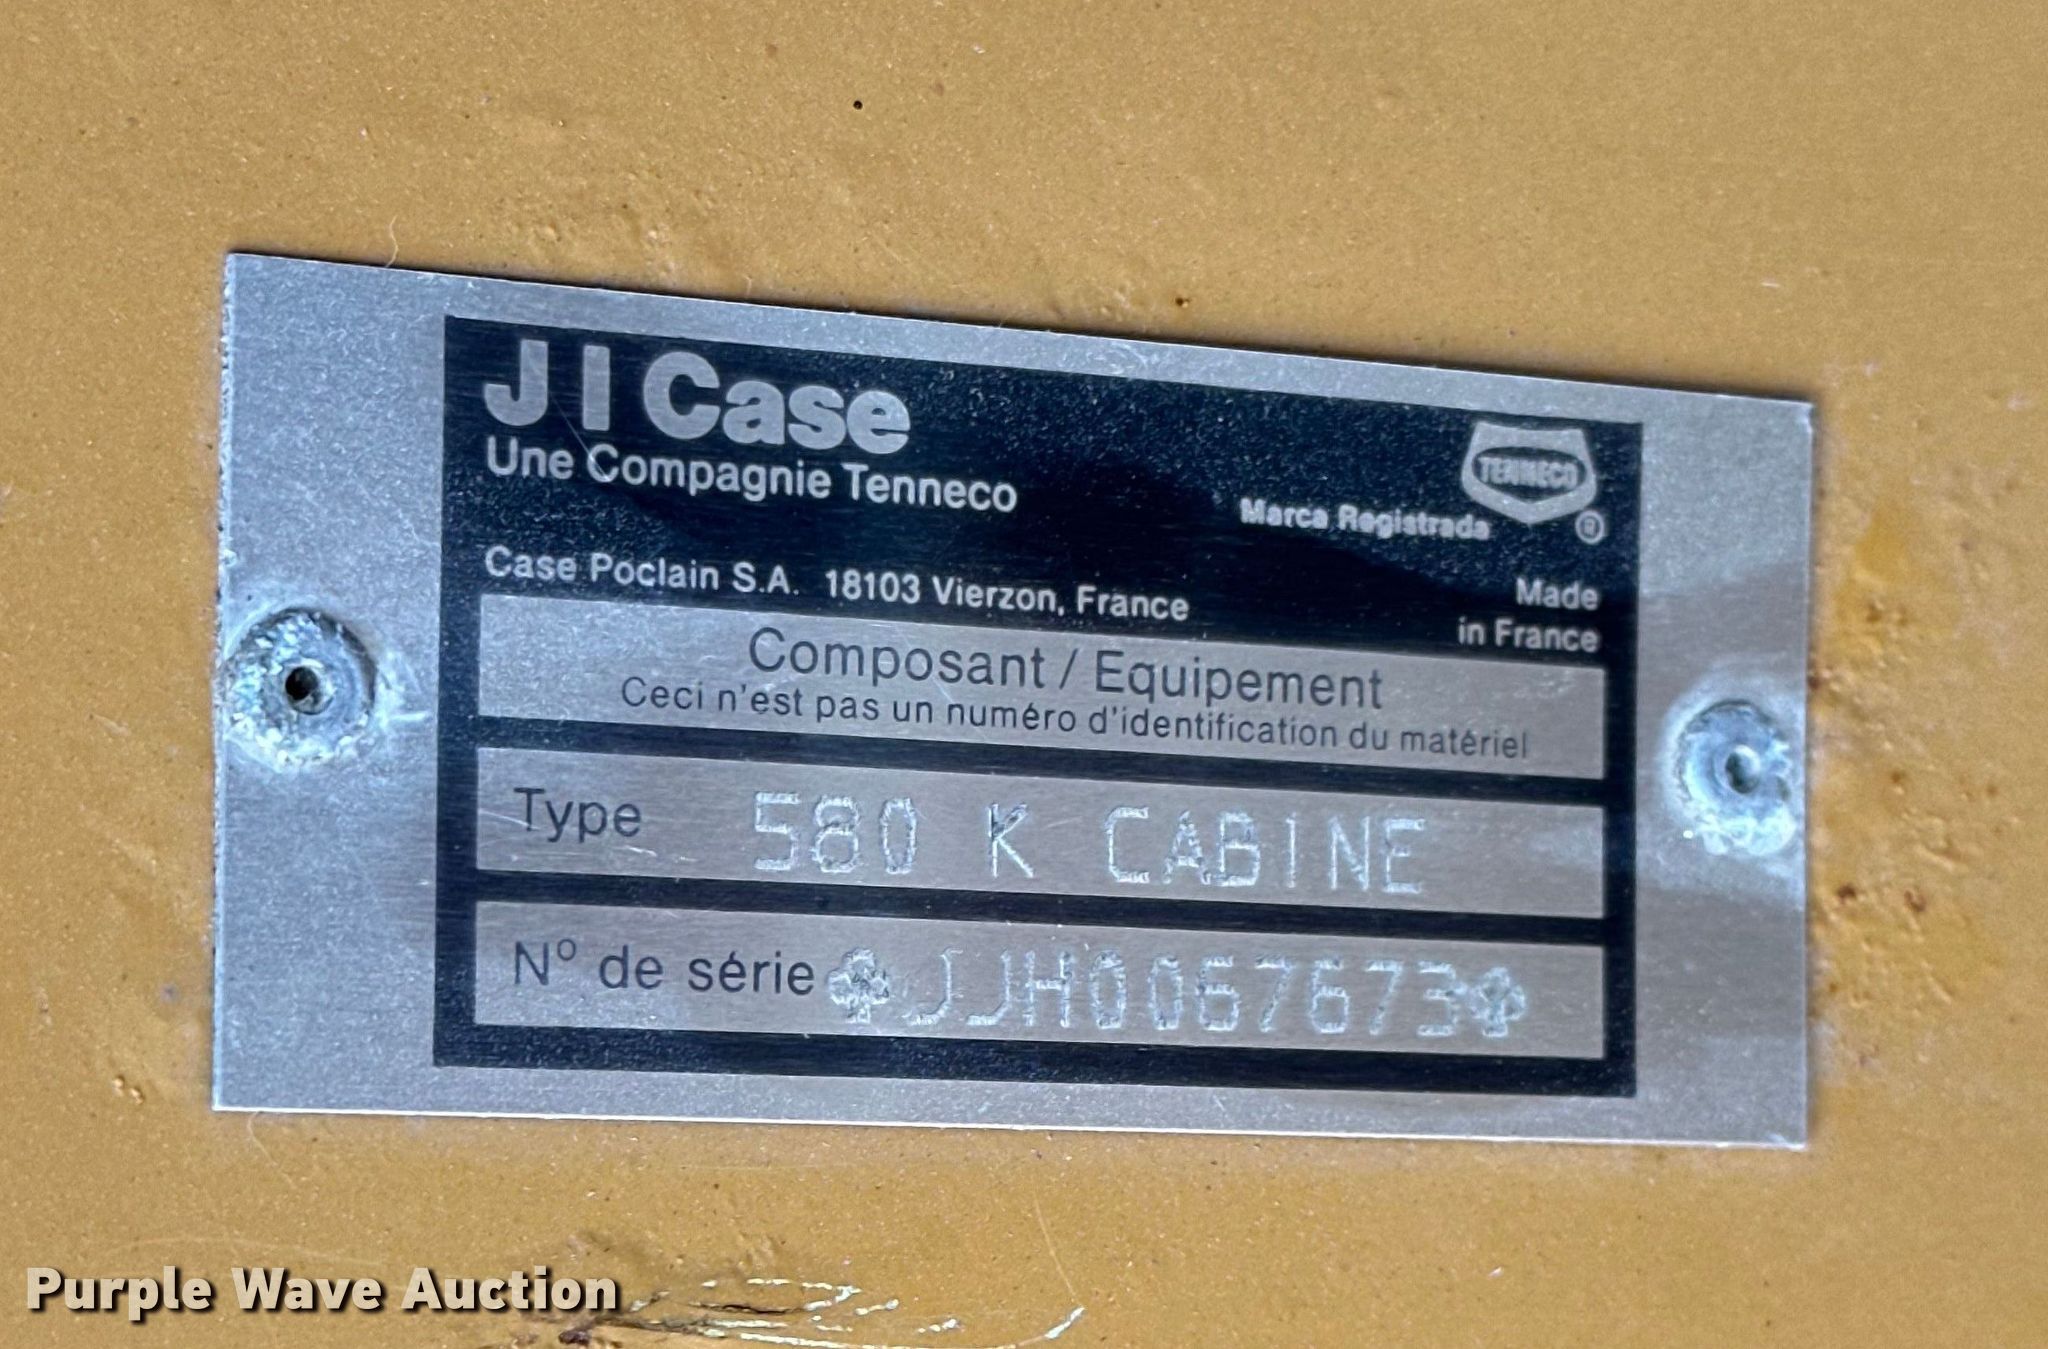 J I Case
Une Compagnie Tenneco
TENNECO
Marca Registrada ®
Case Poclain S.A. 18103 Vierzon, France
Made
in France
Composant / Equipement
Ceci n'est pas un numéro d'identification du matériel
Type 580 K CABINE
Nº de série JJH0067673
Purple Wave Auction